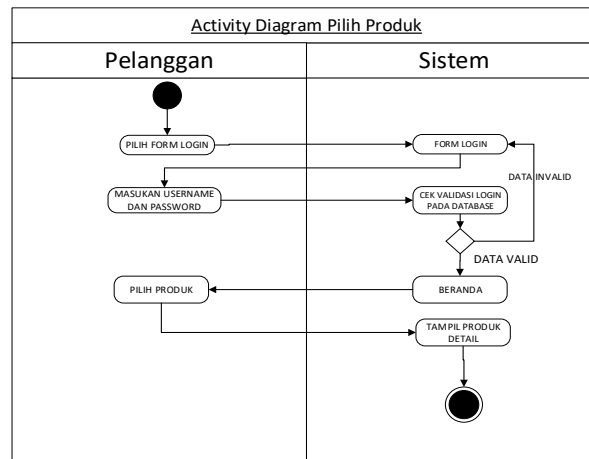 Activity Diagram Pilih Produk
Pelanggan
Sistem
PILIH FORM LOGIN
FORM LOGIN
DATA INVALID
MASUKAN USERNAME
DAN PASSWORD
CEK VALIDASI LOGIN
PADA DATABASE
DATA VALID
PILIH PRODUK
BERANDA
TAMPIL PRODUK
DETAIL